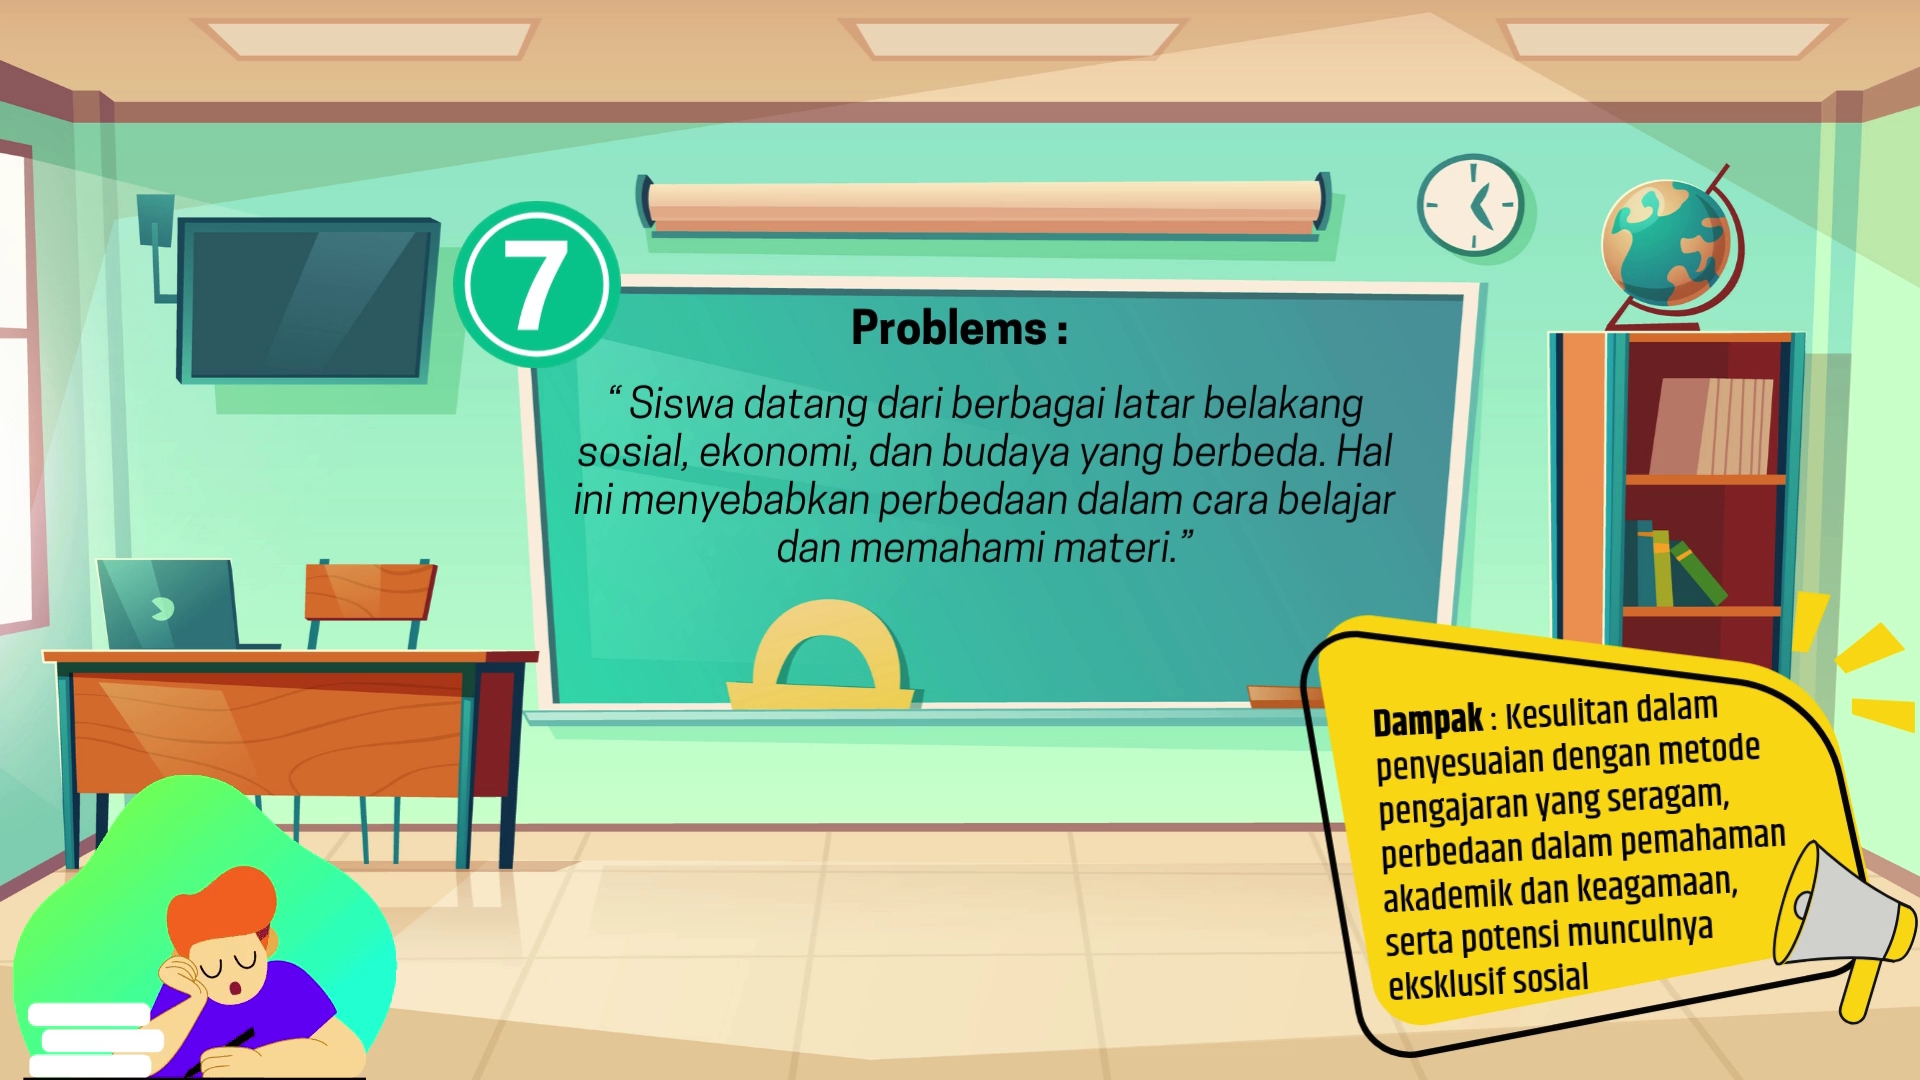 7
Problems :
“ Siswa datang dari berbagai latar belakang
sosial, ekonomi, dan budaya yang berbeda. Hal
ini menyebabkan perbedaan dalam cara belajar
dan memahami materi.”
Dampak : Kesulitan dalam
penyesuaian dengan metode
pengajaran yang seragam,
perbedaan dalam pemahaman
akademik dan keagamaan,
serta potensi munculnya
eksklusif sosial